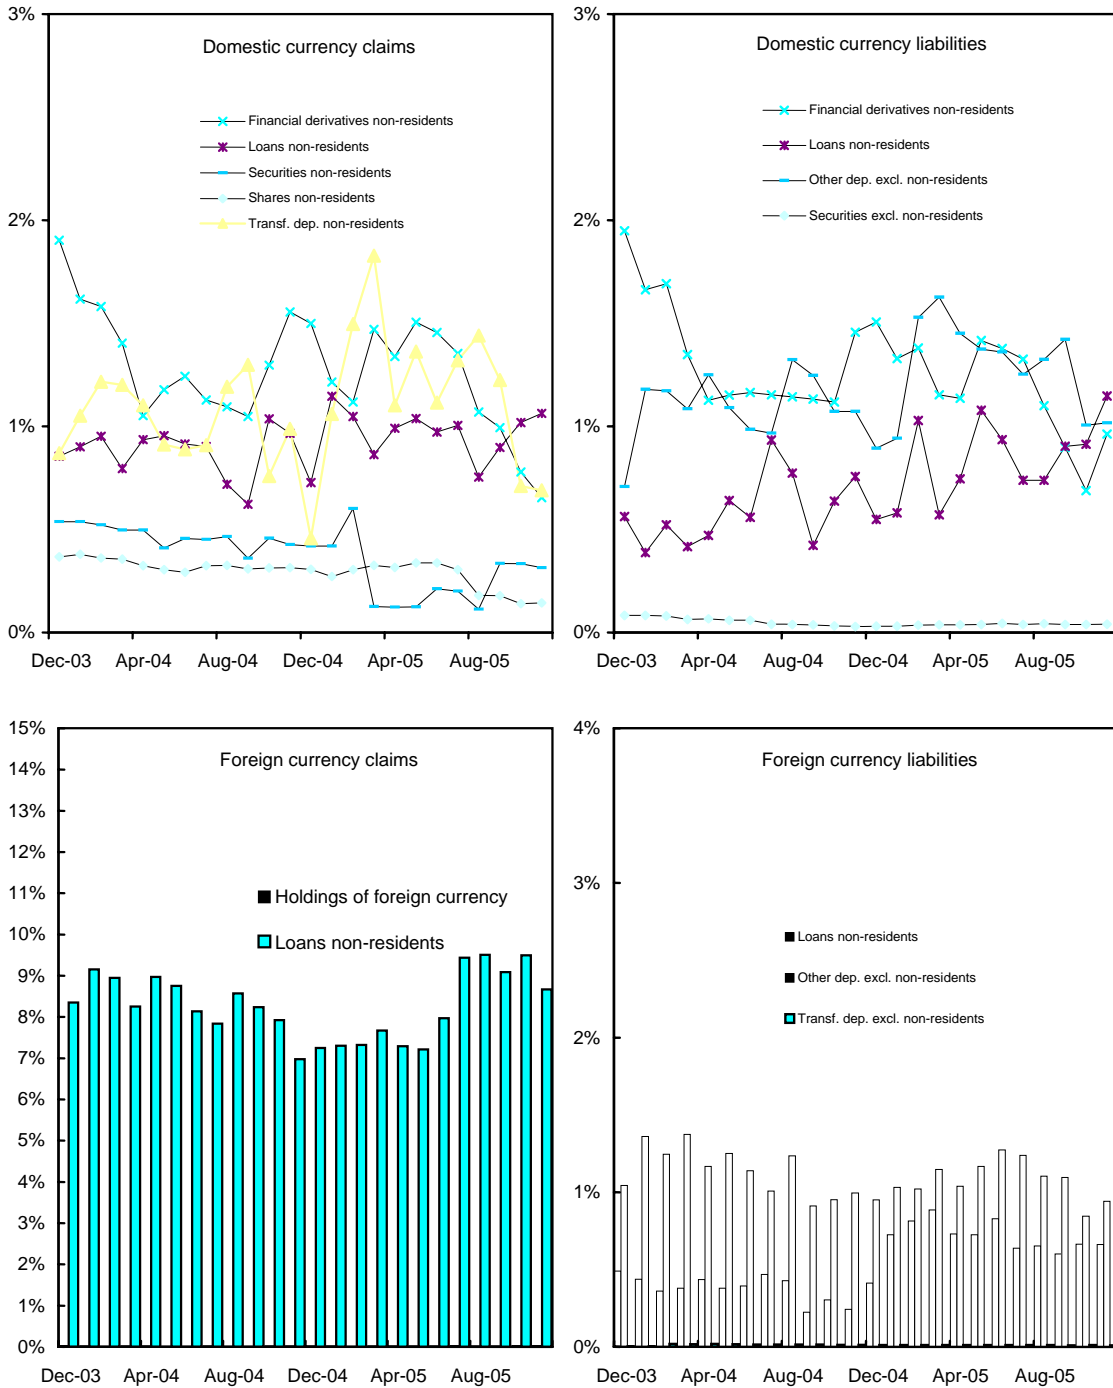 Domestic currency claims
3%
2%
1%
0%
Financial derivatives non-residents
Loans non-residents
Securities non-residents
Shares non-residents
Transf. dep. non-residents
Dec-03 Apr-04 Aug-04 Dec-04 Apr-05 Aug-05
Domestic currency liabilities
3%
2%
1%
0%
Financial derivatives non-residents
Loans non-residents
Other dep. excl. non-residents
Securities excl. non-residents
Dec-03 Apr-04 Aug-04 Dec-04 Apr-05 Aug-05
Foreign currency claims
15%
14%
13%
12%
11%
10%
9%
8%
7%
6%
5%
4%
3%
2%
1%
0%
Holdings of foreign currency
Loans non-residents
Dec-03 Apr-04 Aug-04 Dec-04 Apr-05 Aug-05
Foreign currency liabilities
4%
3%
2%
1%
0%
Loans non-residents
Other dep. excl. non-residents
Transf. dep. excl. non-residents
Dec-03 Apr-04 Aug-04 Dec-04 Apr-05 Aug-05